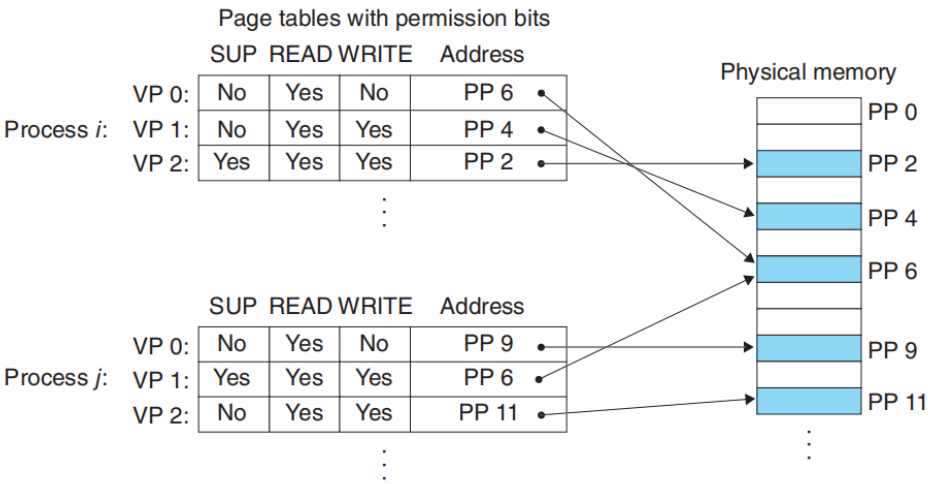 Page tables with permission bits
SUP READ WRITE Address
Physical memory
VP 0: No Yes No PP 6
PP 0
Process i: VP 1: No Yes Yes PP 4
VP 2: Yes Yes Yes PP 2
PP 2
PP 4
PP 6
SUP READ WRITE Address
VP 0: No Yes No PP 9
PP 9
Process j: VP 1: Yes Yes Yes PP 6
VP 2: No Yes Yes PP 11
PP 11